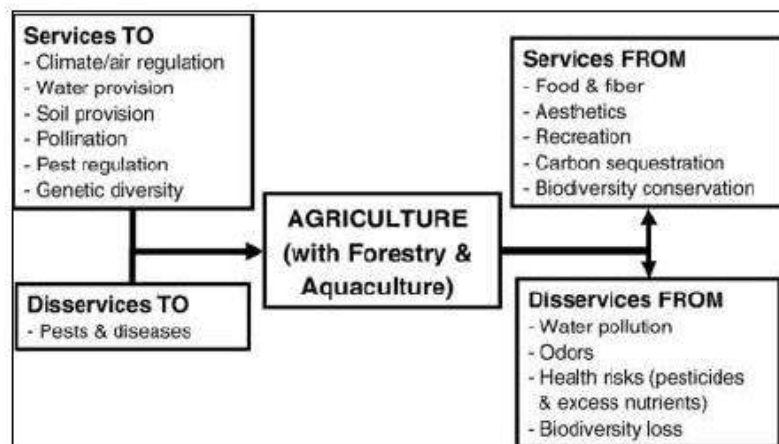 Services TO
- Climate/air regulation
- Water provision
- Soil provision
- Pollination
- Pest regulation
- Genetic diversity
Disservices TO
- Pests & diseases
AGRICULTURE
(with Forestry &
Aquaculture)
Services FROM
- Food & fiber
- Aesthetics
- Recreation
- Carbon sequestration
- Biodiversity conservation
Disservices FROM
- Water pollution
- Odors
- Health risks (pesticides
& excess nutrients)
- Biodiversity loss